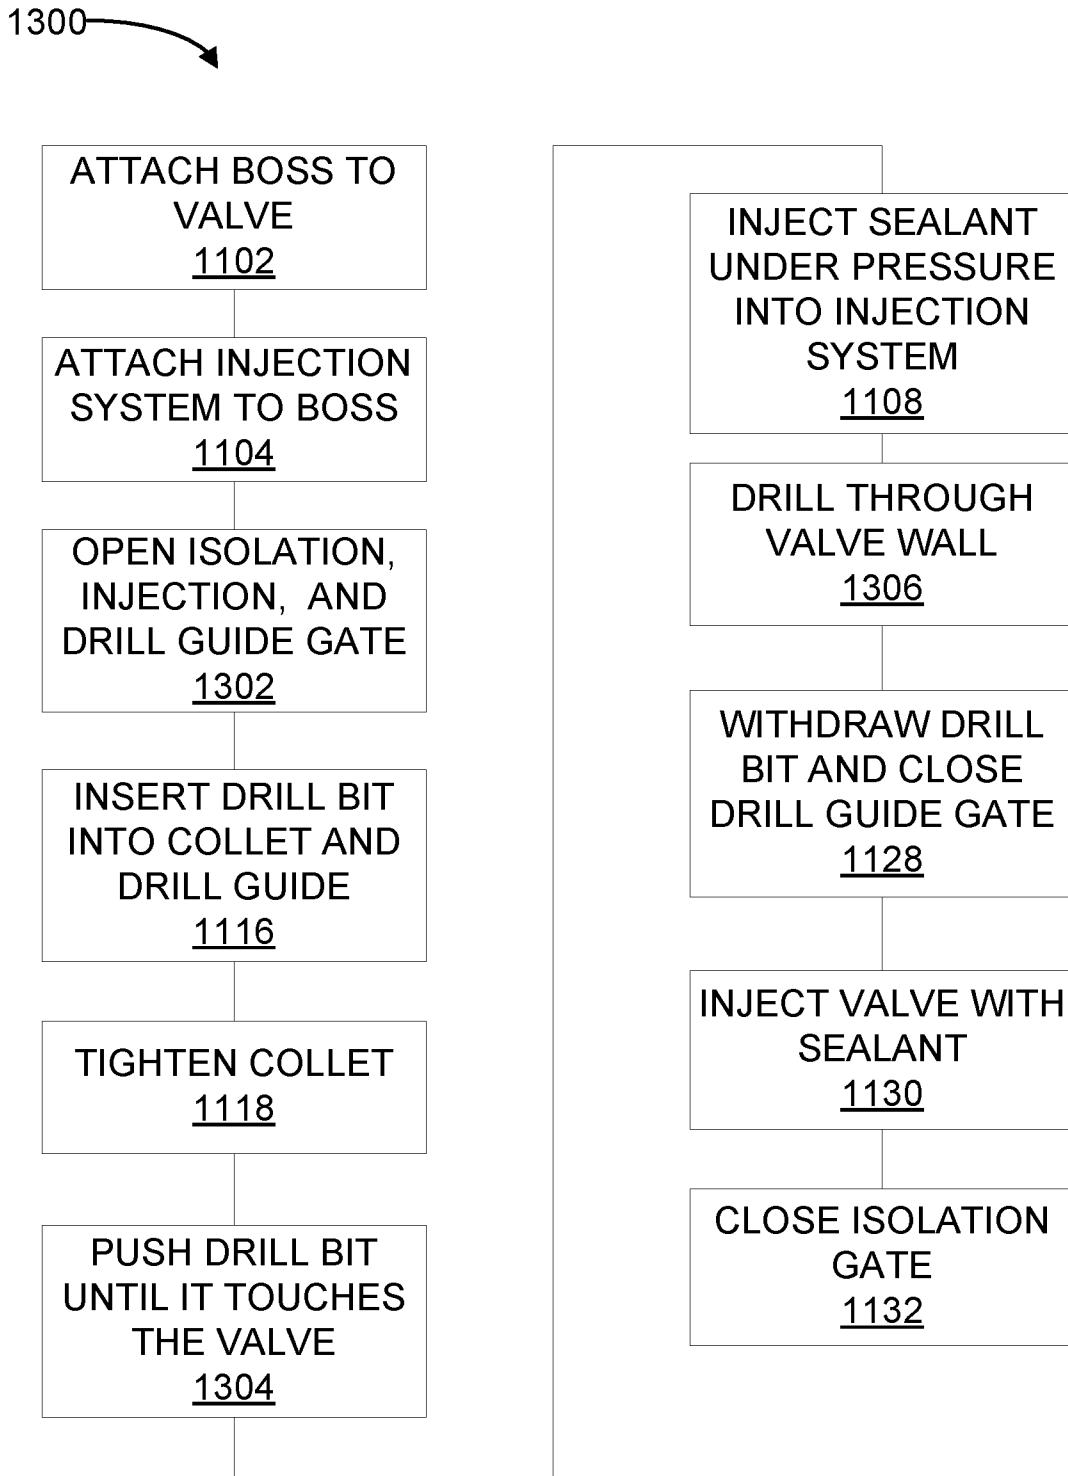 1300
ATTACH BOSS TO
VALVE
1102
ATTACH INJECTION
SYSTEM TO BOSS
1104
OPEN ISOLATION,
INJECTION, AND
DRILL GUIDE GATE
1302
INSERT DRILL BIT
INTO COLLET AND
DRILL GUIDE
1116
TIGHTEN COLLET
1118
PUSH DRILL BIT
UNTIL IT TOUCHES
THE VALVE
1304
INJECT SEALANT
UNDER PRESSURE
INTO INJECTION
SYSTEM
1108
DRILL THROUGH
VALVE WALL
1306
WITHDRAW DRILL
BIT AND CLOSE
DRILL GUIDE GATE
1128
INJECT VALVE WITH
SEALANT
1130
CLOSE ISOLATION
GATE
1132